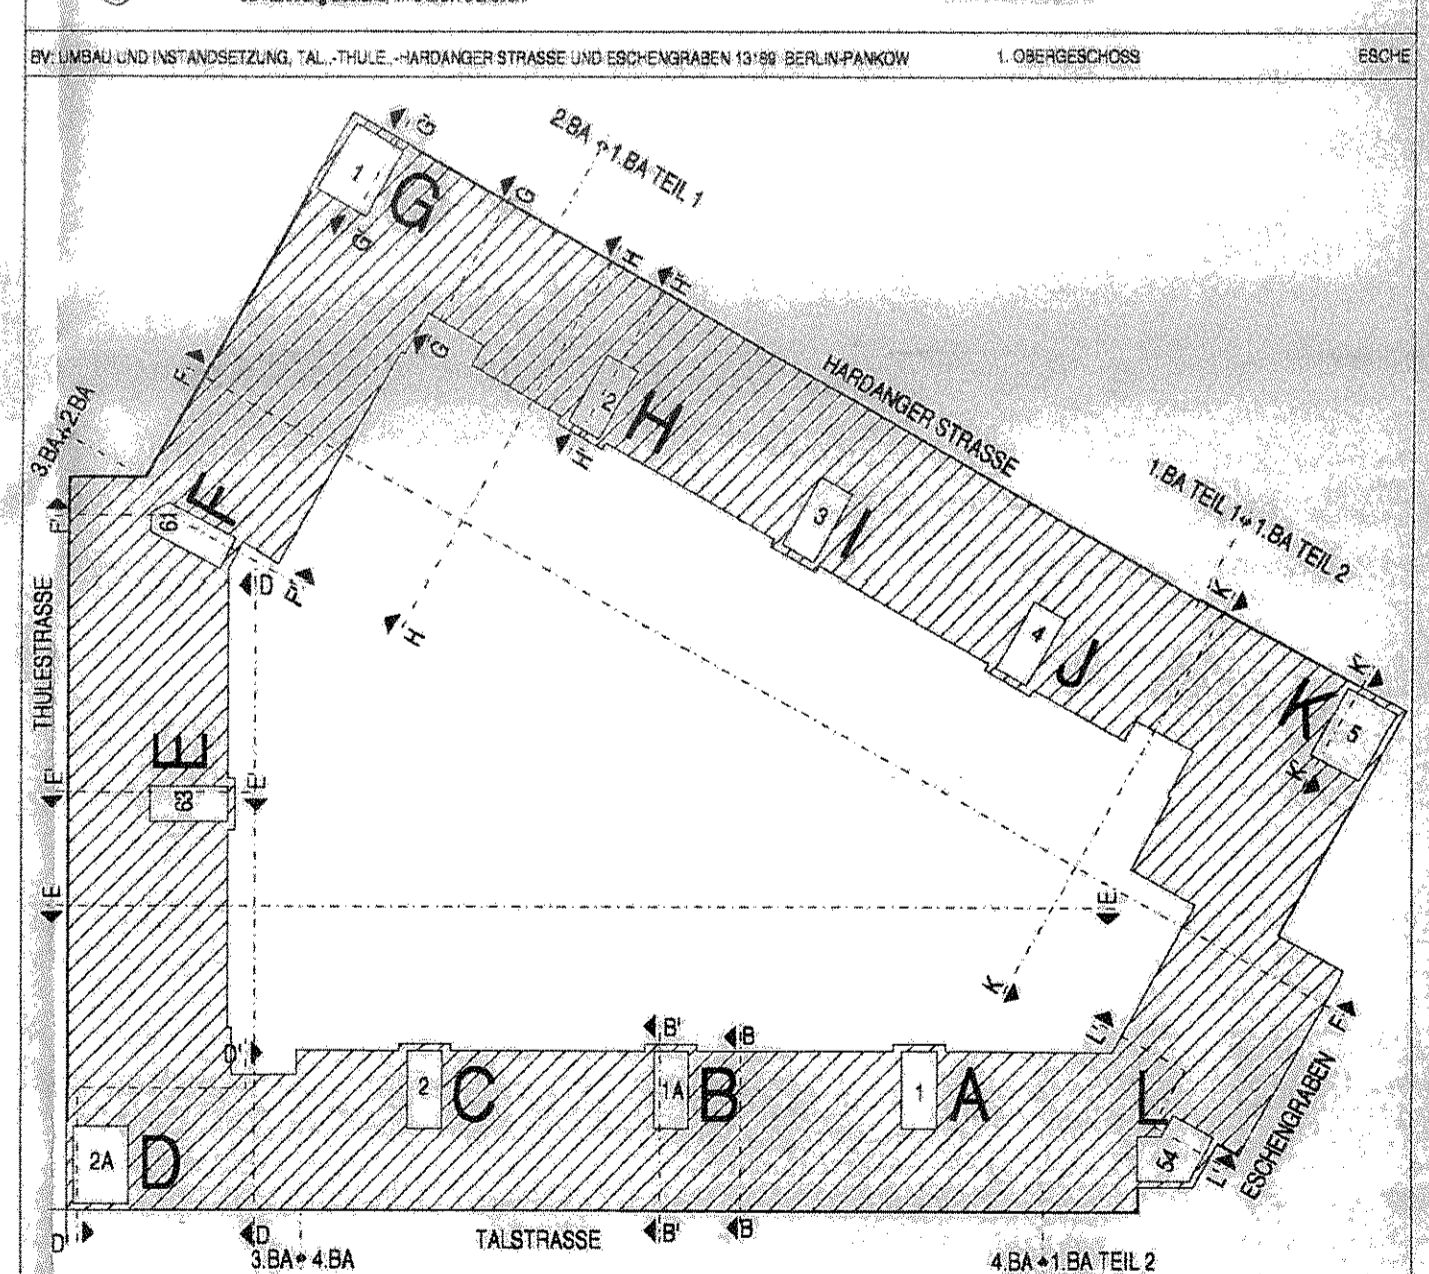 BV: UMBAU UND INSTANDSETZUNG, TAL.-THULE.-HARDANGER STRASSE UND ESCHENGRABEN 13189 BERLIN-PANKOW
1. OBERGESCHOSS
ESCHE
G'
2.BA 1.BA TEIL 1
1
G
G
G'
H
H'
G
HARDANGER STRASSE
F'
3.BA 2.BA
2
H
H'
1.BA TEIL 1 1.BA TEIL 2
F'
61
F
3
I
D
F'
K
H
4
J
THULESTRASSE
K'
K
5
K'
E
E'
E'
63
E
E
K
F
L'
D'
B'
B
2
C
1A
B
1
A
L
2A
D
54
L'
ESCHENGRABEN
D'
D
TALSTRASSE
B'
B
3.BA 4.BA
4.BA 1.BA TEIL 2